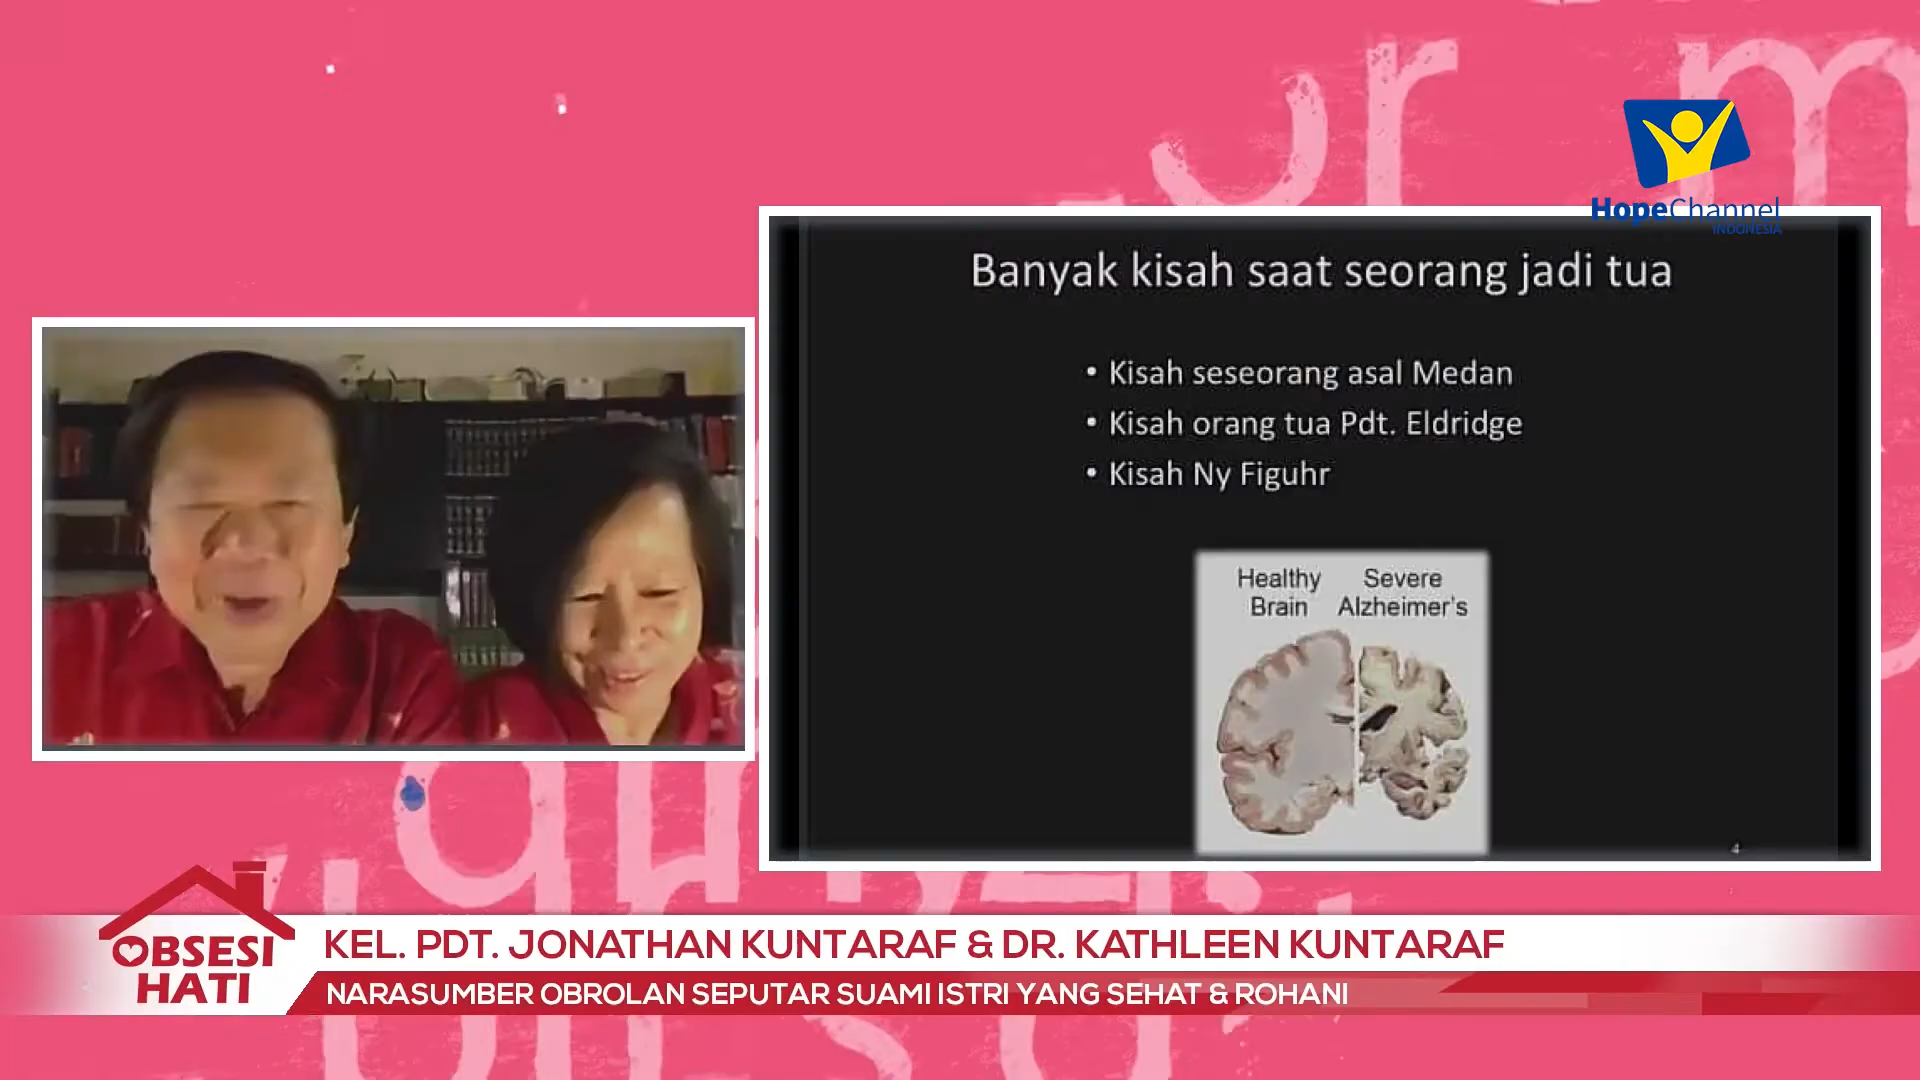 HopeChannel
INDONESIA
Banyak kisah saat seorang jadi tua
• Kisah seseorang asal Medan
• Kisah orang tua Pdt. Eldridge
• Kisah Ny Figuhr
Healthy Brain
Severe Alzheimer's
4
OBSESI
HATI
KEL. PDT. JONATHAN KUNTARAF & DR. KATHLEEN KUNTARAF
NARASUMBER OBROLAN SEPUTAR SUAMI ISTRI YANG SEHAT & ROHANI